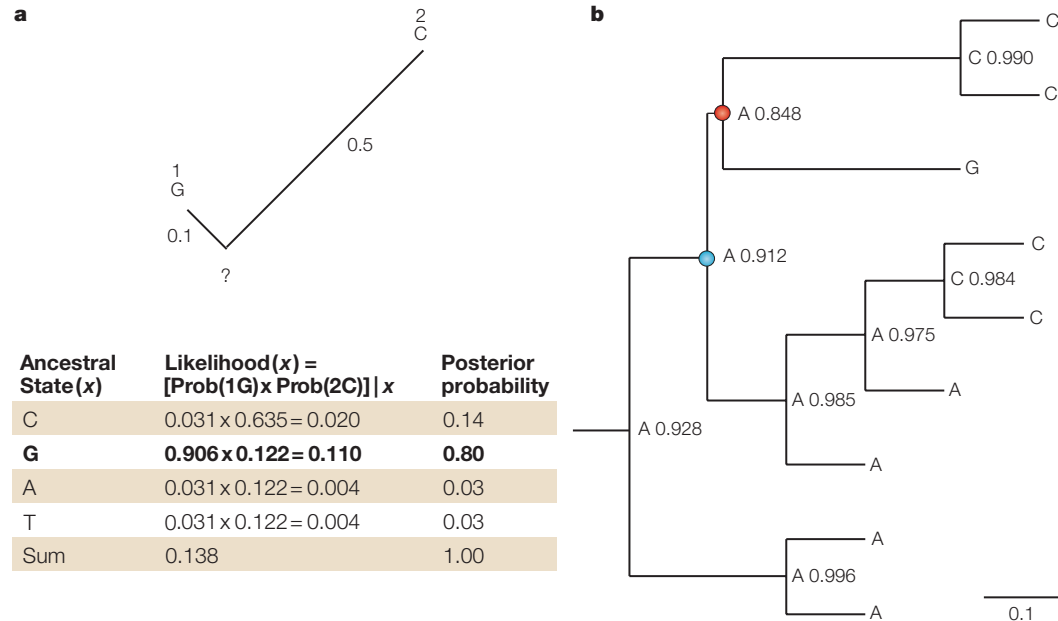 a
2
C
0.5
1
G
0.1
?
Ancestral State(x) Likelihood(x) = [Prob(1G)x Prob(2C)]|x Posterior probability
C 0.031 x 0.635 = 0.020 0.14
G 0.906 x 0.122 = 0.110 0.80
A 0.031 x 0.122 = 0.004 0.03
T 0.031 x 0.122 = 0.004 0.03
Sum 0.138 1.00
b
C
C 0.990
C
A 0.848
G
A 0.912
C
C 0.984
C
A 0.975
A
A 0.985
A
A 0.928
A
A 0.996
A
0.1